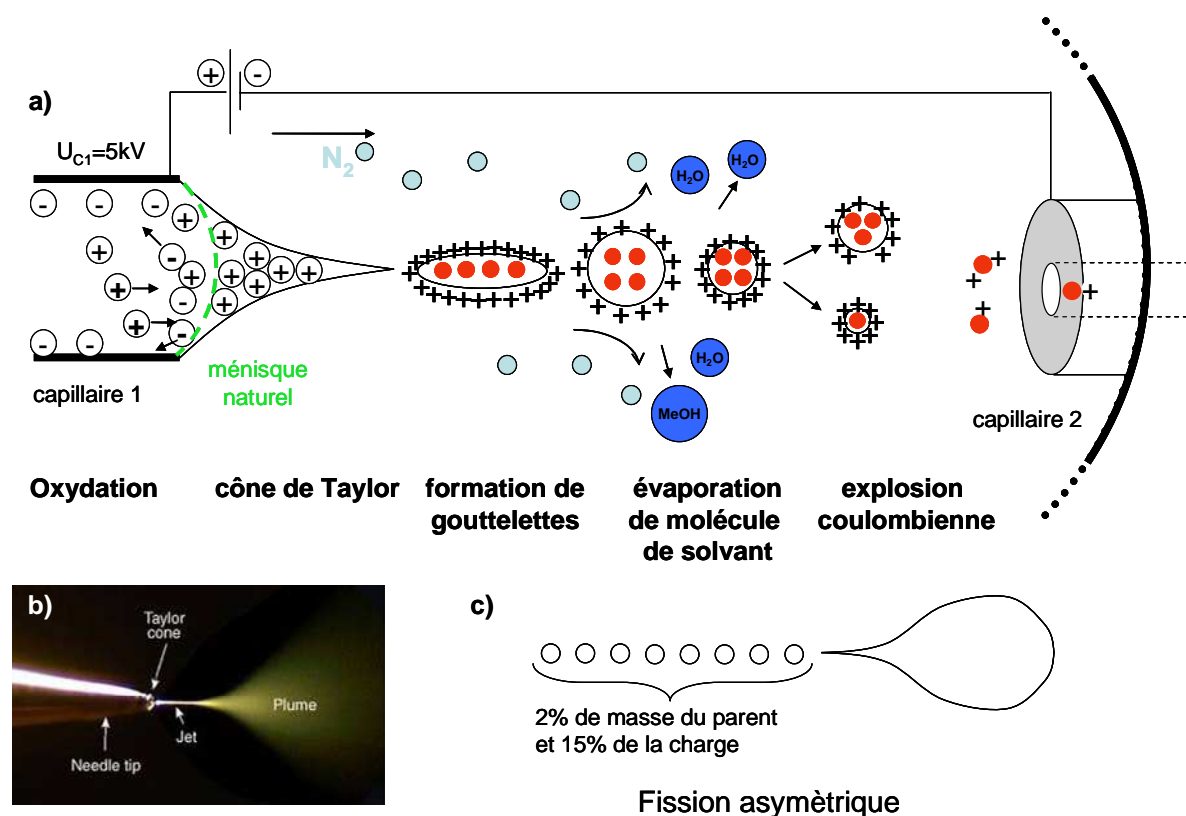 a)
+ -
U_C1=5kV
N2
H2O
H2O
H2O
MeOH
ménisque
naturel
capillaire 1
capillaire 2
Oxydation
cône de Taylor
formation de
gouttelettes
évaporation
de molécule
de solvant
explosion
coulombienne
b)
Taylor
cone
Plume
Jet
Needle tip
c)
2% de masse du parent
et 15% de la charge
Fission asymètrique